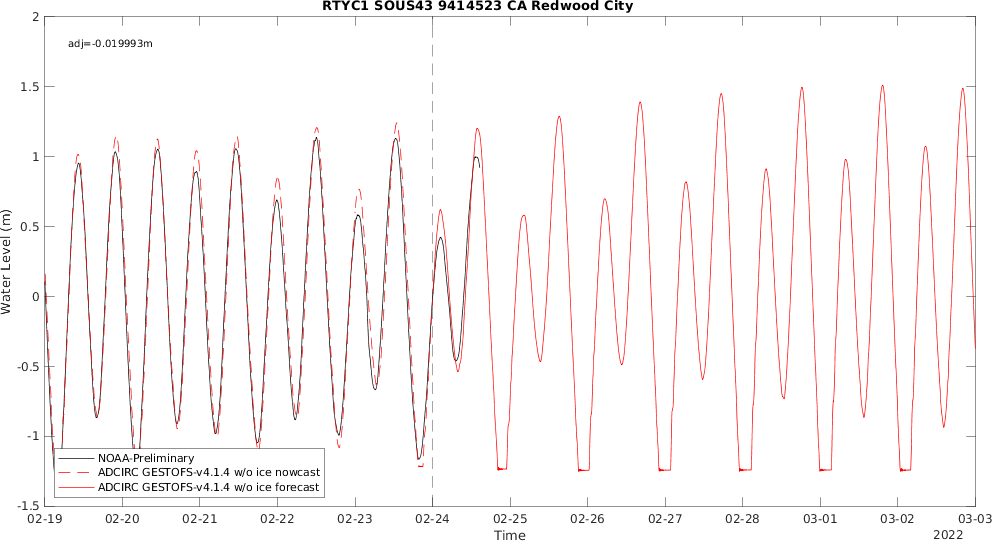 RTYC1 SOUS43 9414523 CA Redwood City
adj=-0.019993m
2
1.5
1
0.5
0
-0.5
-1
-1.5
Water Level (m)
NOAA-Preliminary
ADCIRC GESTOFS-v4.1.4 w/o ice nowcast
ADCIRC GESTOFS-v4.1.4 w/o ice forecast
02-19 02-20 02-21 02-22 02-23 02-24 02-25 02-26 02-27 02-28 03-01 03-02 03-03
Time
2022